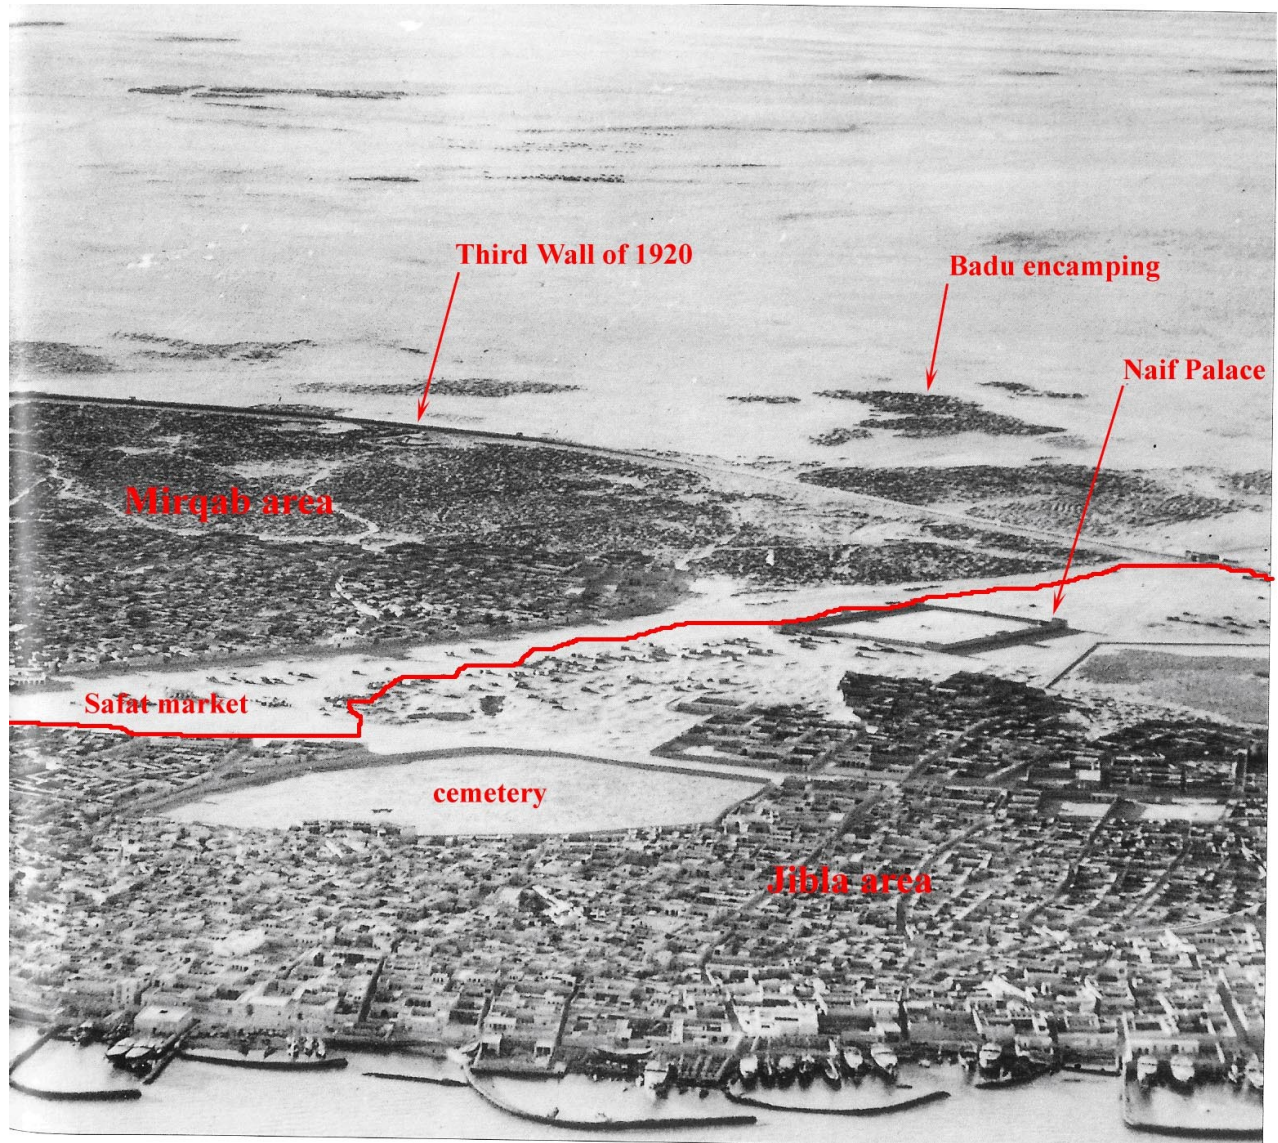 Third Wall of 1920
Badu encamping
Naif Palace
Mirqab area
Safat market
cemetery
Jibla area